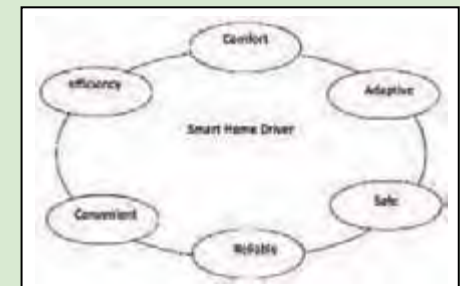 Comfort
efficiency
Adaptive
Smart Home Driver
Convenient
Safe
Reliable